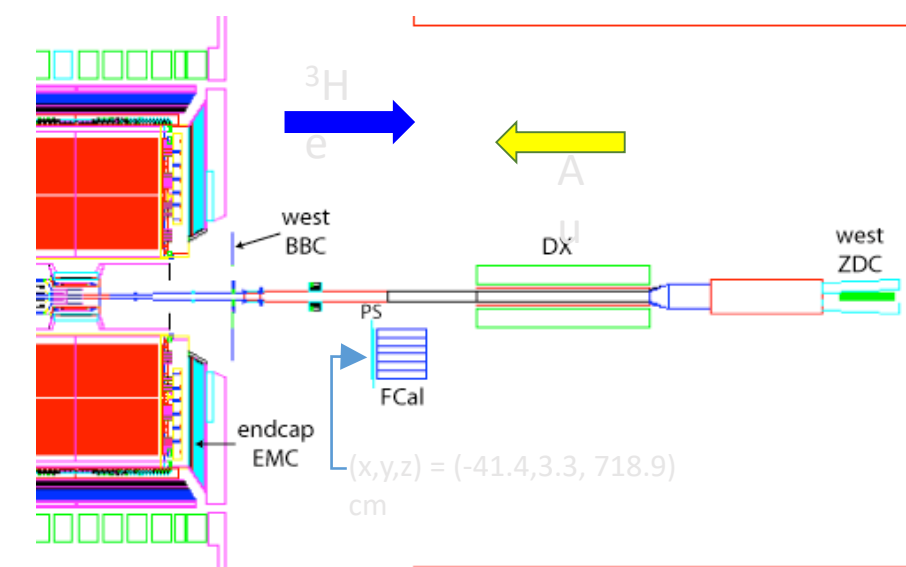 ³H
e
A
u
west
BBC
DX
west
ZDC
PS
FCal
endcap
EMC
(x,y,z) = (-41.4,3.3, 718.9)
cm